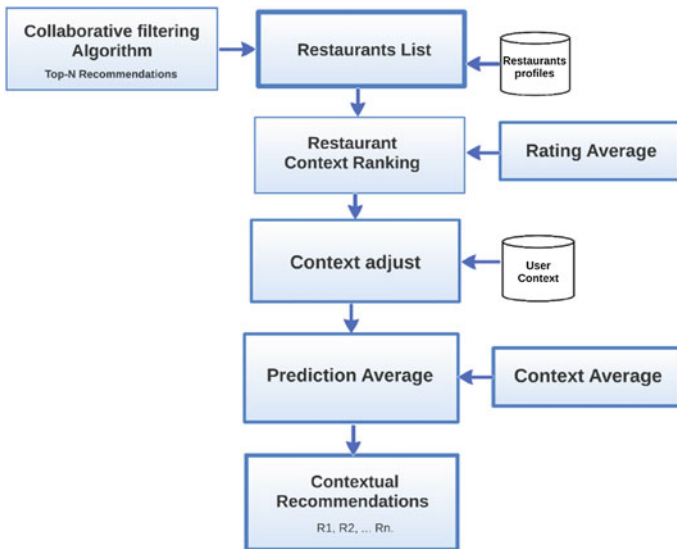 Collaborative filtering
Algorithm
Top-N Recommendations
Restaurants List
Restaurants
profiles
Restaurant
Context Ranking
Rating Average
Context adjust
User
Context
Prediction Average
Context Average
Contextual
Recommendations
R1, R2, ... Rn.